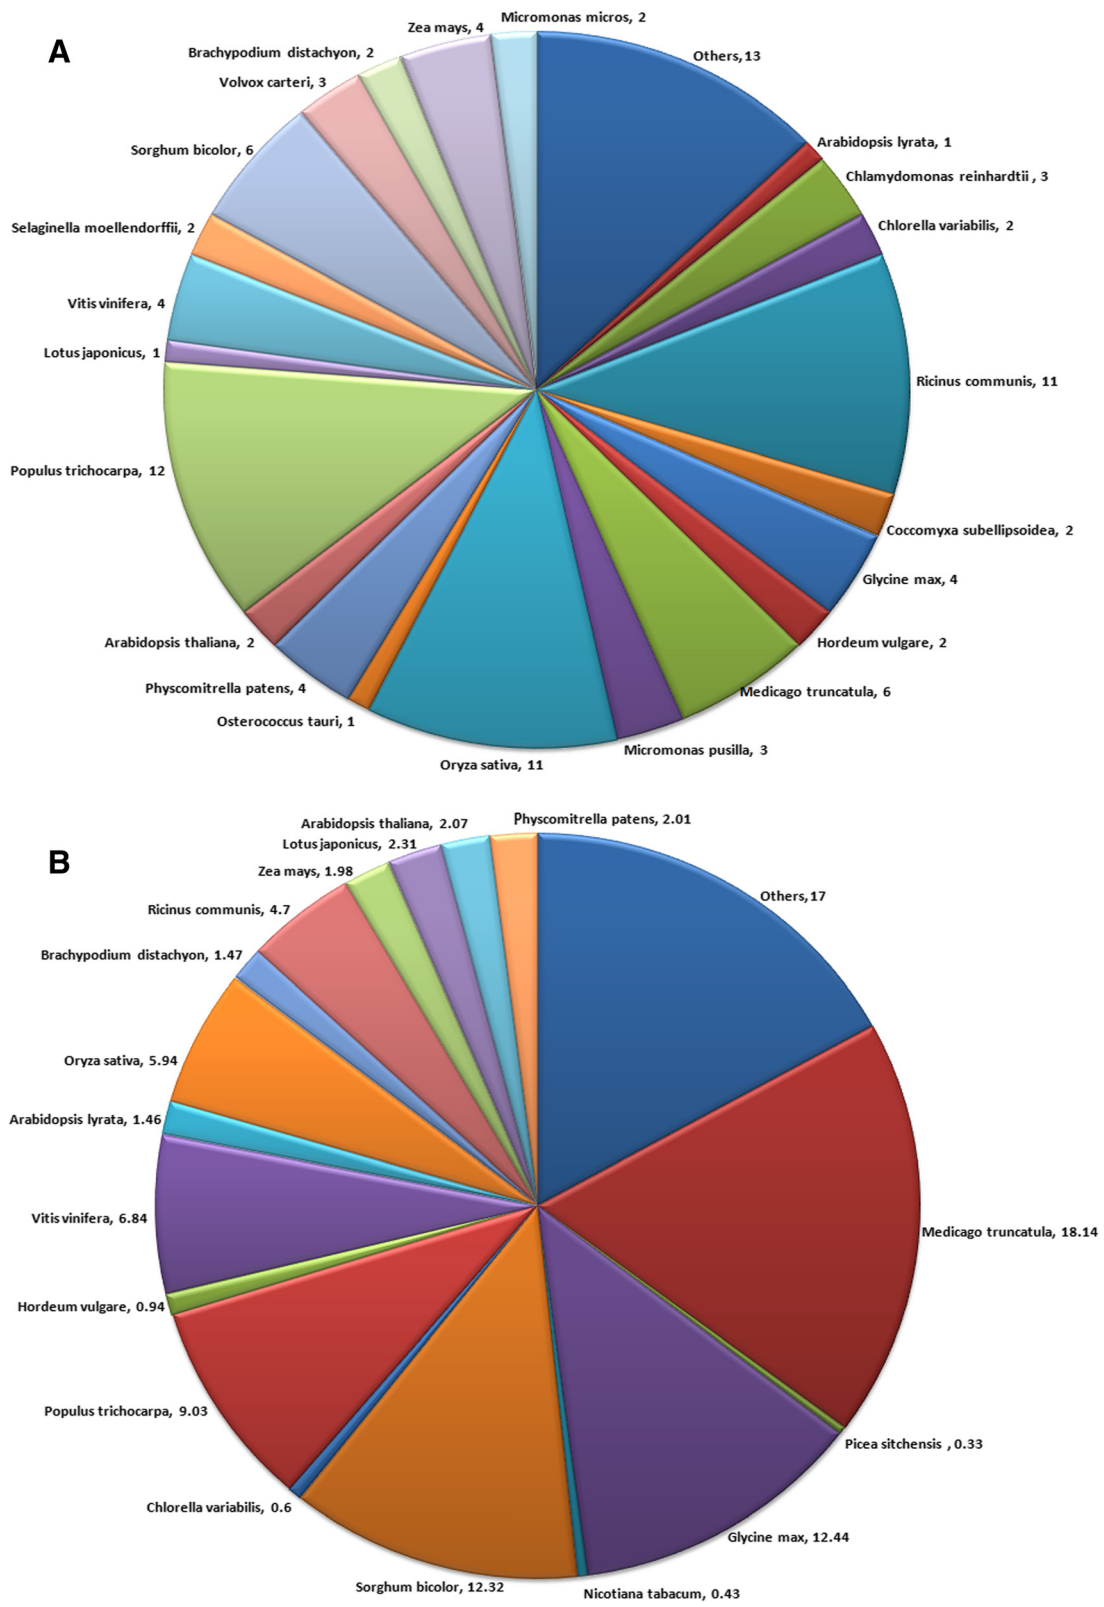 A
Micromonas micros, 2
Zea mays, 4
Brachypodium distachyon, 2
Volvox carteri, 3
Sorghum bicolor, 6
Selaginella moellendorffii, 2
Vitis vinifera, 4
Lotus japonicus, 1
Populus trichocarpa, 12
Arabidopsis thaliana, 2
Physcomitrella patens, 4
Osterococcus tauri, 1
Oryza sativa, 11
Others,13
Arabidopsis lyrata, 1
Chlamydomonas reinhardtii , 3
Chlorella variabilis, 2
Ricinus communis, 11
Coccomyxa subellipsoidea, 2
Glycine max, 4
Hordeum vulgare, 2
Medicago truncatula, 6
Micromonas pusilla, 3
B
Physcomitrella patens, 2.01
Arabidopsis thaliana, 2.07
Lotus japonicus, 2.31
Zea mays, 1.98
Ricinus communis, 4.7
Brachypodium distachyon, 1.47
Oryza sativa, 5.94
Arabidopsis lyrata, 1.46
Vitis vinifera, 6.84
Hordeum vulgare, 0.94
Populus trichocarpa, 9.03
Chlorella variabilis, 0.6
Sorghum bicolor, 12.32
Others,17
Medicago truncatula, 18.14
Picea sitchensis , 0.33
Glycine max, 12.44
Nicotiana tabacum, 0.43